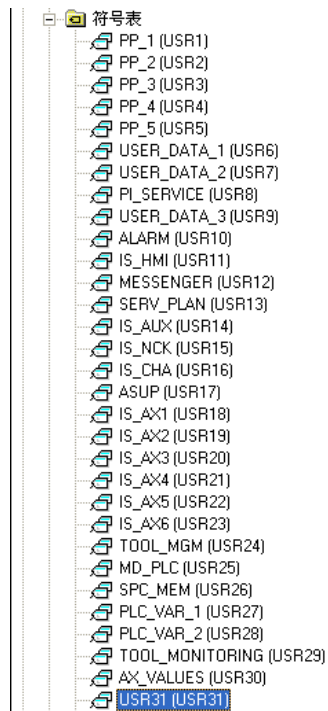 符号表
PP_1 (USR1)
PP_2 (USR2)
PP_3 (USR3)
PP_4 (USR4)
PP_5 (USR5)
USER_DATA_1 (USR6)
USER_DATA_2 (USR7)
PI_SERVICE (USR8)
USER_DATA_3 (USR9)
ALARM (USR10)
IS_HMI (USR11)
MESSENGER (USR12)
SERV_PLAN (USR13)
IS_AUX (USR14)
IS_NCK (USR15)
IS_CHA (USR16)
ASUP (USR17)
IS_AX1 (USR18)
IS_AX2 (USR19)
IS_AX3 (USR20)
IS_AX4 (USR21)
IS_AX5 (USR22)
IS_AX6 (USR23)
TOOL_MGM (USR24)
MD_PLC (USR25)
SPC_MEM (USR26)
PLC_VAR_1 (USR27)
PLC_VAR_2 (USR28)
TOOL_MONITORING (USR29)
AX_VALUES (USR30)
USR31 (USR31)